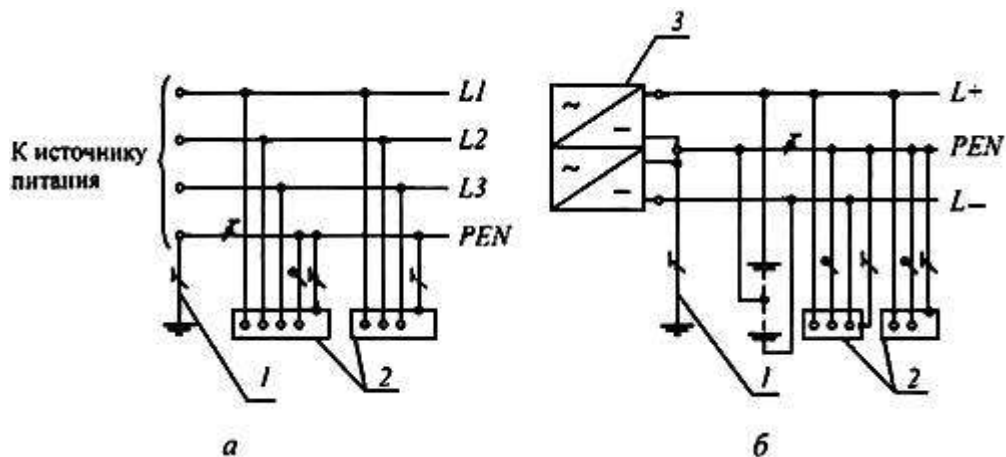 К источнику
питания
L1
L2
L3
PEN
1
2
а
3
~
–
~
–
L+
PEN
L–
1
2
б